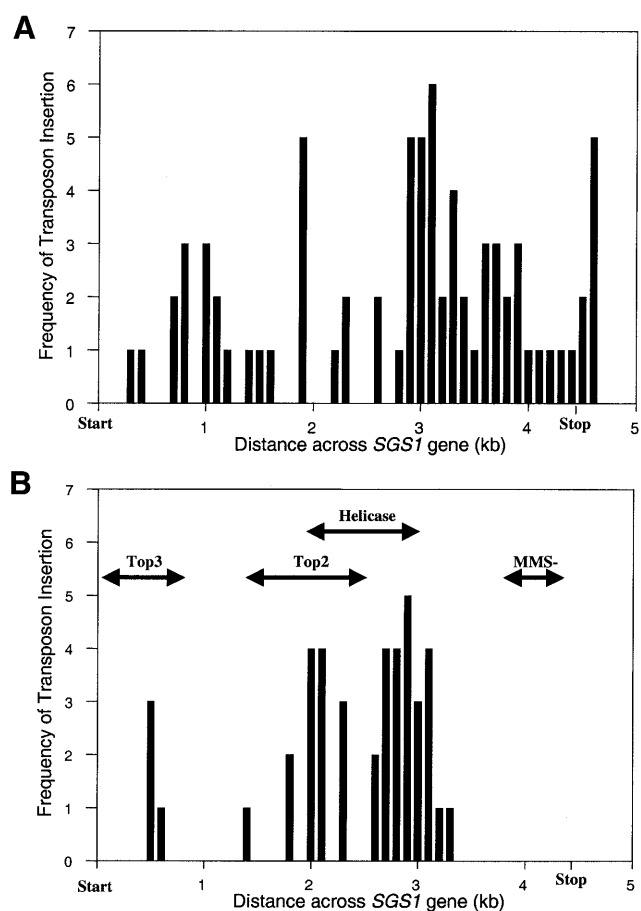 A
7
6
5
4
3
2
1
0
Frequency of Transposon Insertion
Start
1
2
3
4
Stop
5
Distance across SGS1 gene (kb)
B
7
6
5
4
3
2
1
0
Frequency of Transposon Insertion
Helicase
Top3
Top2
MMS-
Start
1
2
3
4
Stop
5
Distance across SGS1 gene (kb)